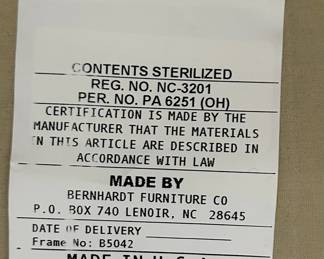 CONTENTS STERILIZED
REG. NO. NC-3201
PER. NO. PA 6251 (OH)
CERTIFICATION IS MADE BY THE
MANUFACTURER THAT THE MATERIALS
IN THIS ARTICLE ARE DESCRIBED IN
ACCORDANCE WITH LAW
MADE BY
BERNHARDT FURNITURE CO
P.O. BOX 740 LENOIR, NC 28645
DATE OF DELIVERY
Frame No: B5042
MADE IN U.S.A.